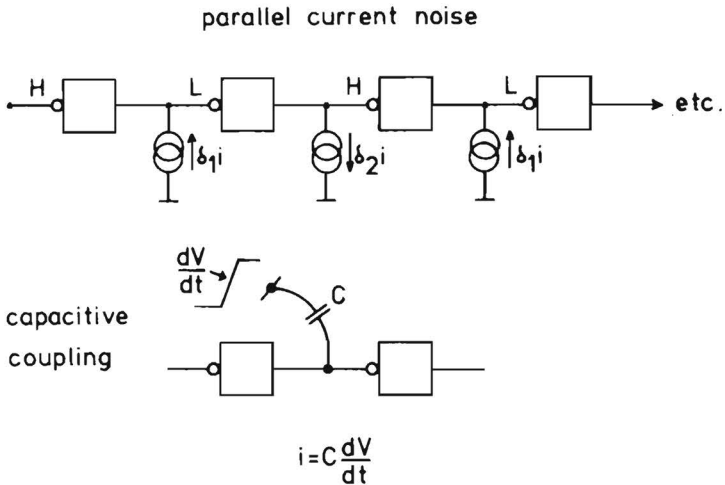 parallel current noise
H L H L
etc.
δ₁i δ₂i δ₁i
dV
dt
C
capacitive
coupling
i=C dV
dt